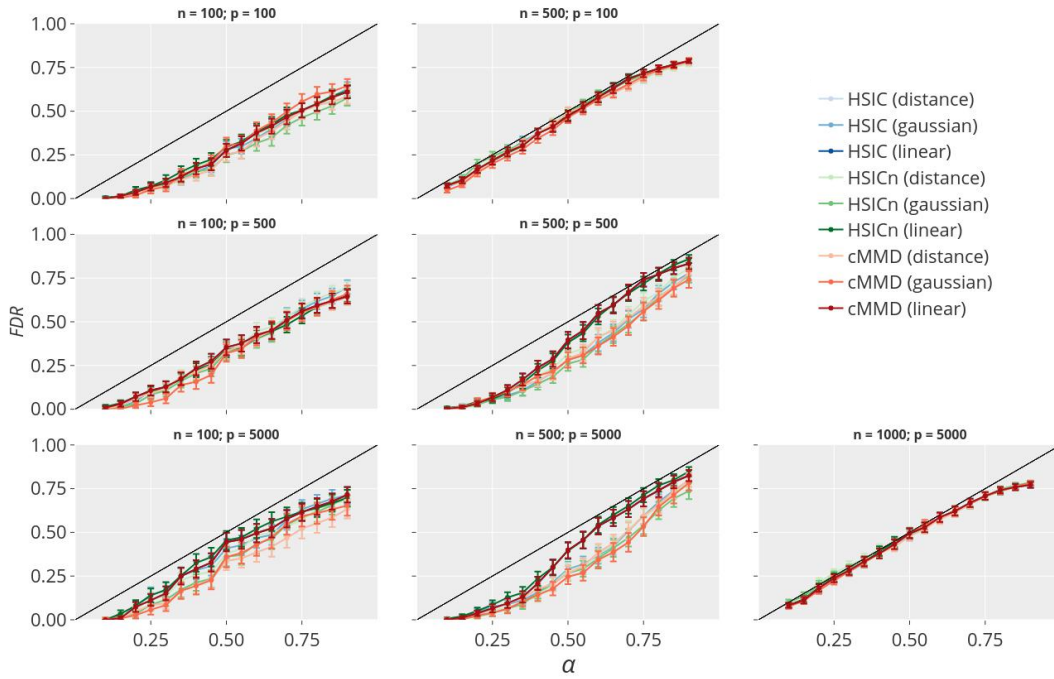 n = 100; p = 100
n = 500; p = 100
1.00
0.75
0.50
0.25
0.00
HSIC (distance)
HSIC (gaussian)
HSIC (linear)
HSICn (distance)
HSICn (gaussian)
HSICn (linear)
cMMD (distance)
cMMD (gaussian)
cMMD (linear)
n = 100; p = 500
n = 500; p = 500
1.00
0.75
0.50
0.25
0.00
FDR
n = 100; p = 5000
n = 500; p = 5000
n = 1000; p = 5000
1.00
0.75
0.50
0.25
0.00
0.25 0.50 0.75
0.25 0.50 0.75
0.25 0.50 0.75
α